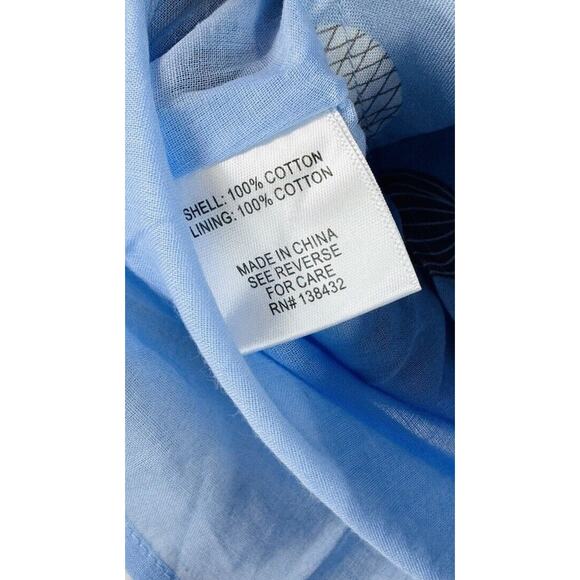 SHELL: 100% COTTON
LINING: 100% COTTON
MADE IN CHINA
SEE REVERSE
FOR CARE
RN# 138432